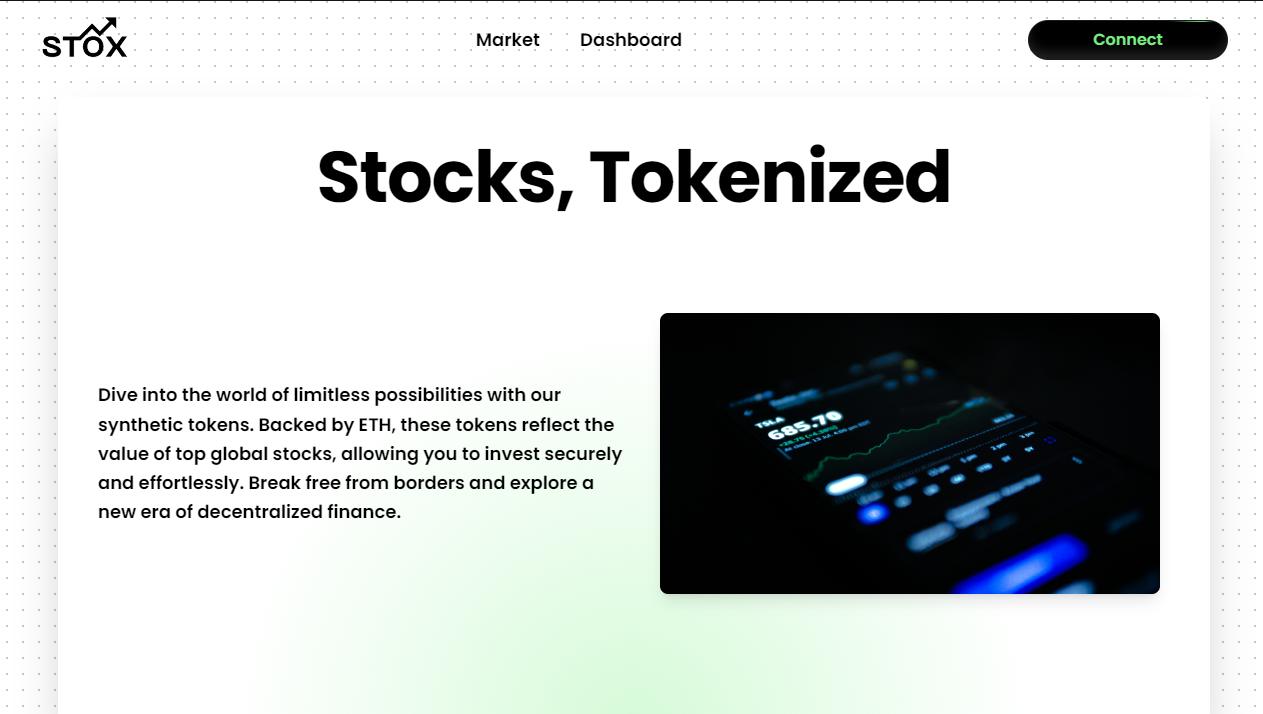 STOX
Market
Dashboard
Connect
Stocks, Tokenized
Dive into the world of limitless possibilities with our
synthetic tokens. Backed by ETH, these tokens reflect the
value of top global stocks, allowing you to invest securely
and effortlessly. Break free from borders and explore a
new era of decentralized finance.
TSLA
685.70